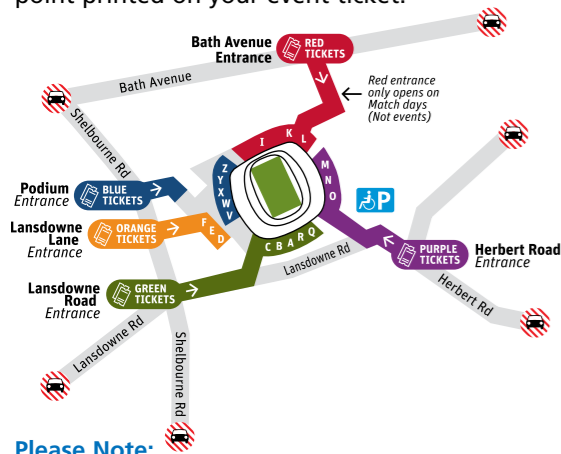 point printed on your event ticket.
Bath Avenue
Entrance
RED
TICKETS
Bath Avenue
Red entrance
only opens on
Match days
(Not events)
Shelbourne Rd
I K L
Z
Y
X
W
V
M
N
O
P
Podium
Entrance
BLUE
TICKETS
Lansdowne
Lane
Entrance
ORANGE
TICKETS
F
E
D
C B A R Q
Lansdowne Rd
PURPLE
TICKETS
Herbert Road
Entrance
Herbert Rd
Lansdowne
Road
Entrance
GREEN
TICKETS
Lansdowne Rd
Shelbourne Rd
Please Note: